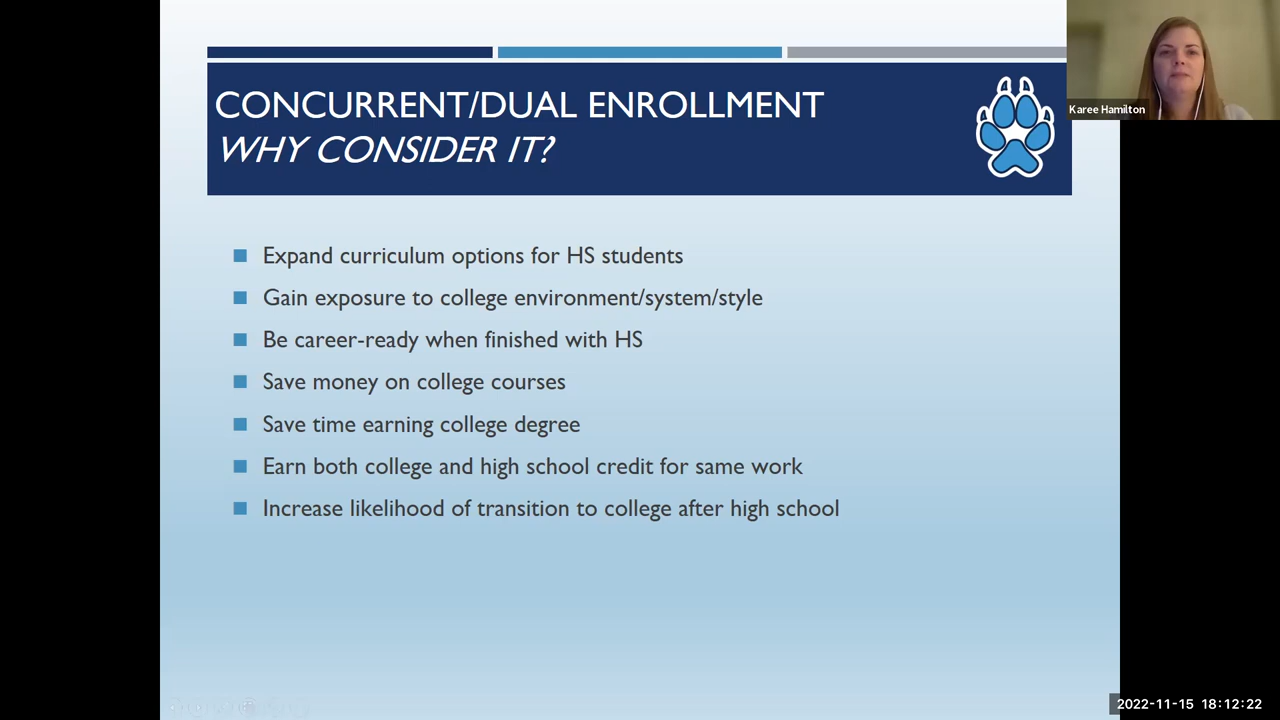 CONCURRENT/DUAL ENROLLMENT
WHY CONSIDER IT?
Karee Hamilton
Expand curriculum options for HS students
Gain exposure to college environment/system/style
Be career-ready when finished with HS
Save money on college courses
Save time earning college degree
Earn both college and high school credit for same work
Increase likelihood of transition to college after high school
2022-11-15 18:12:22